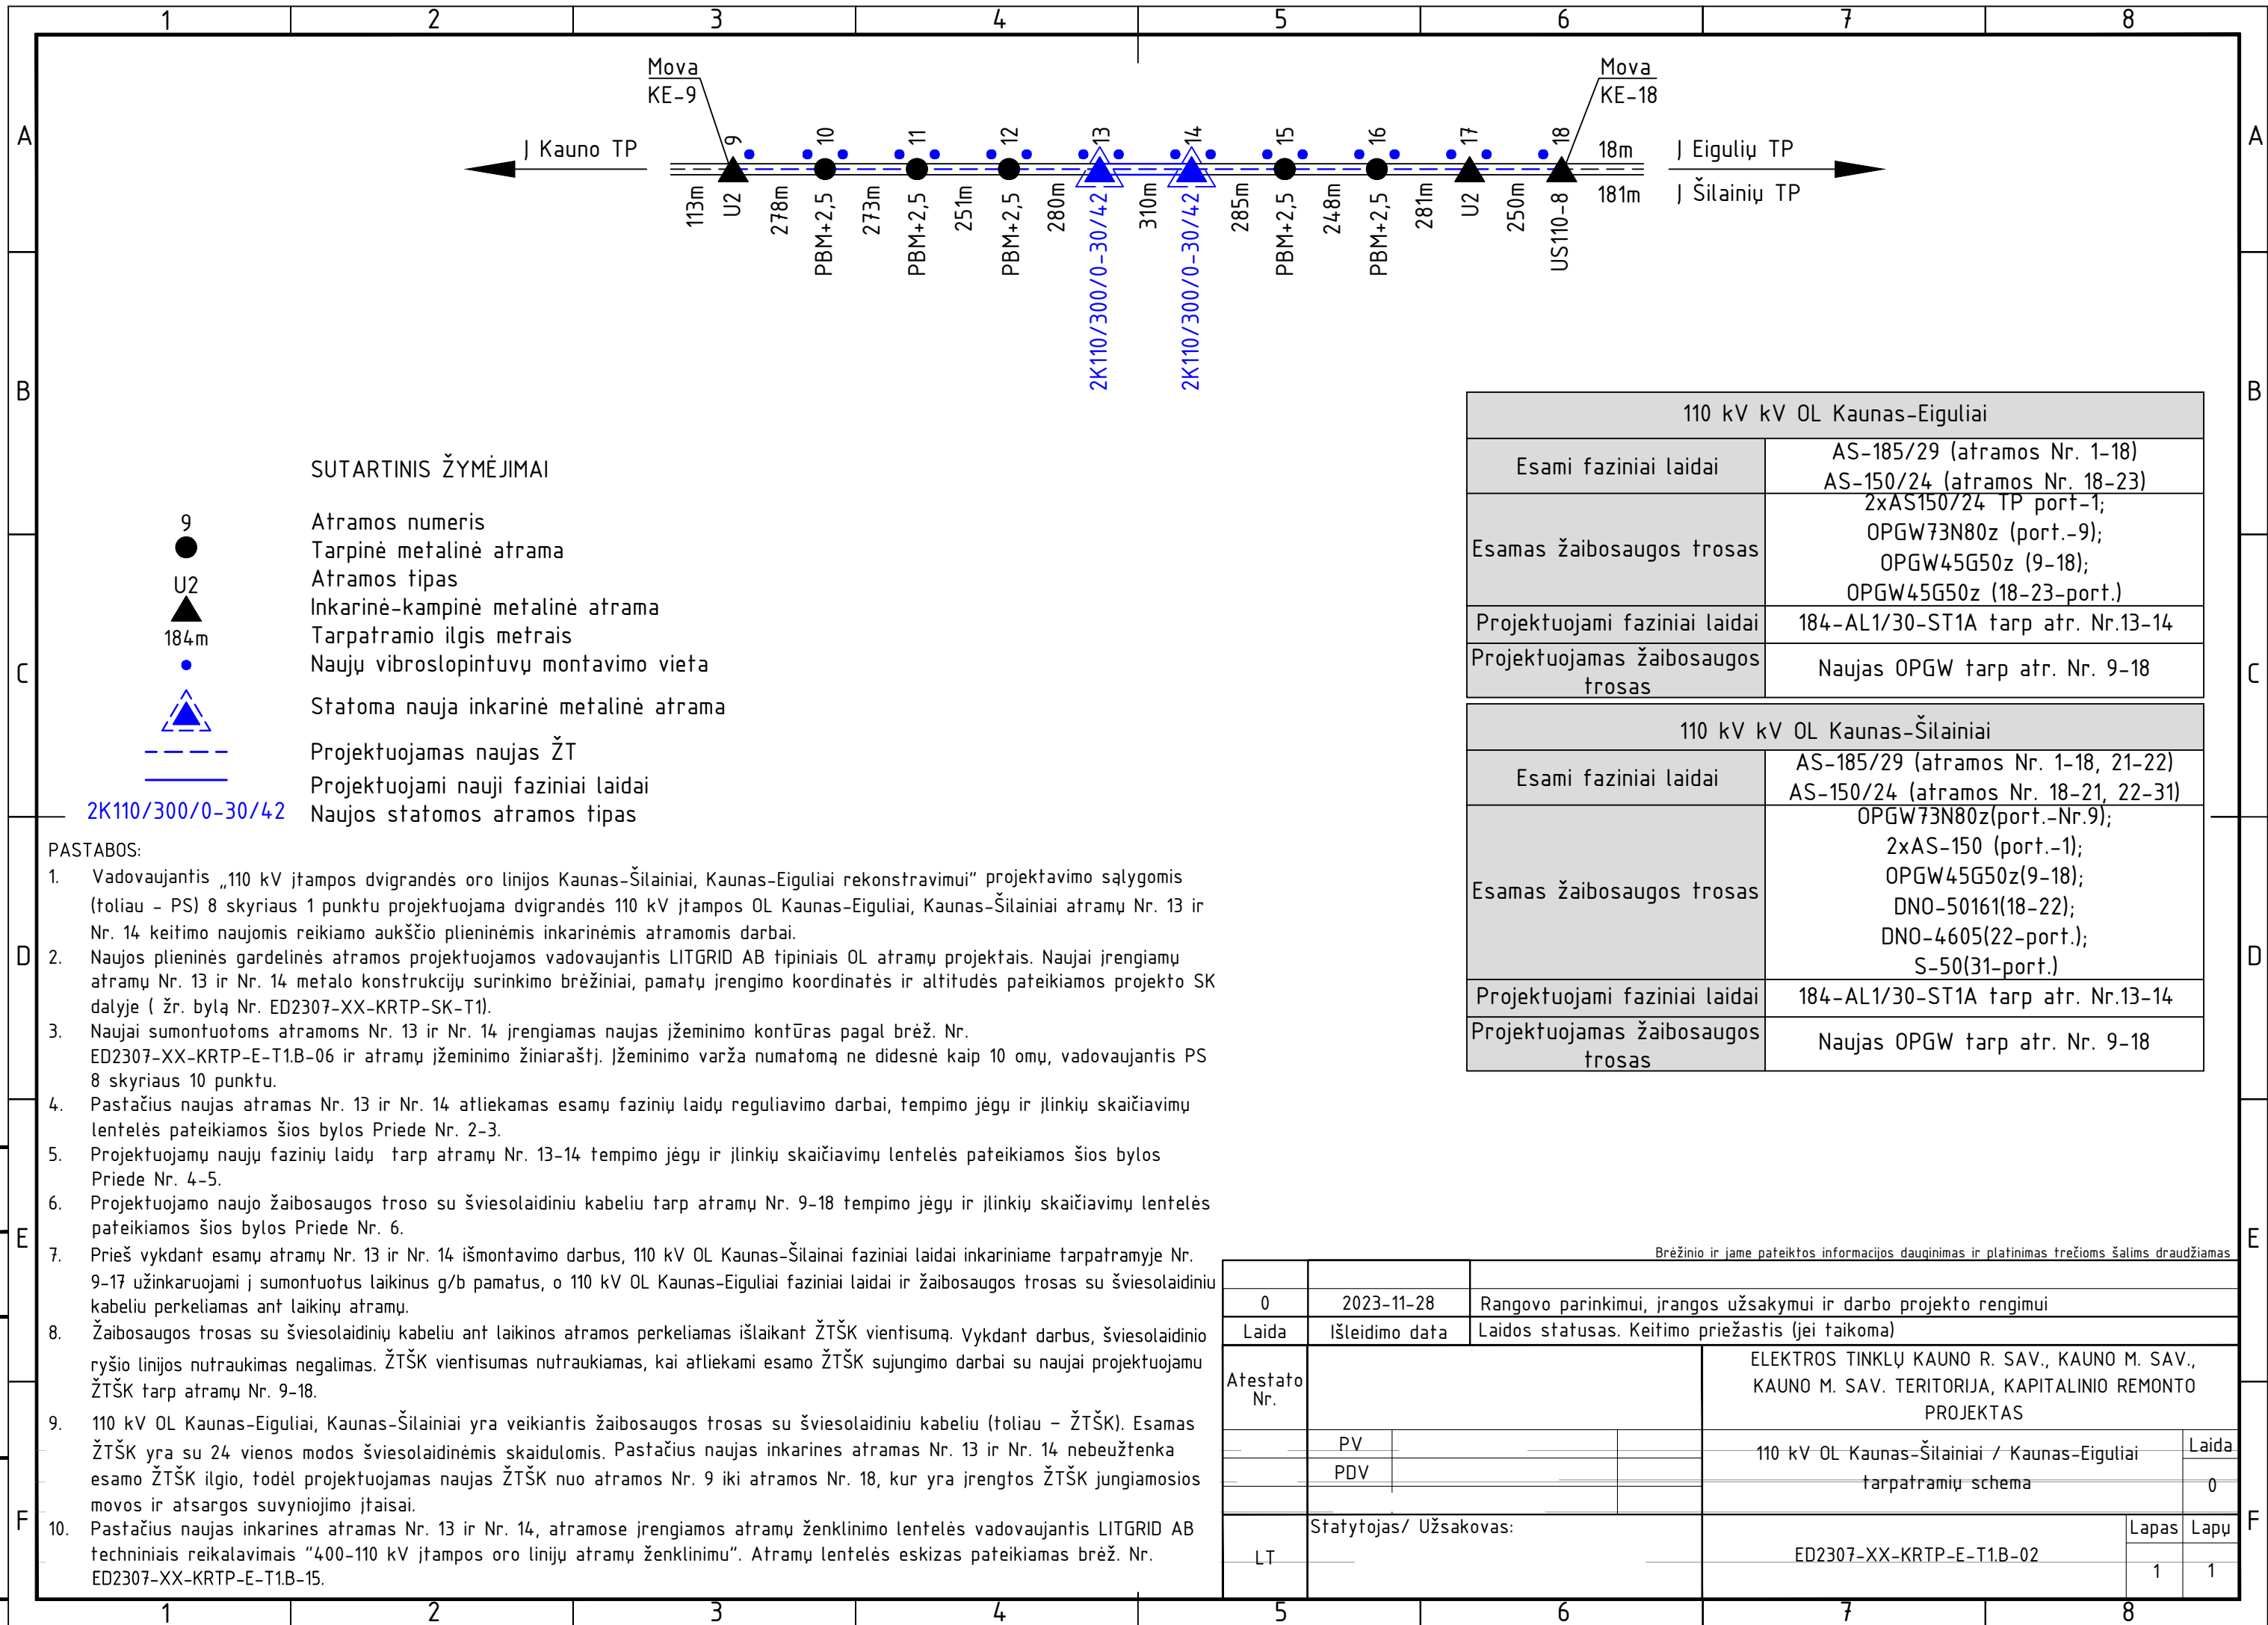 1 2 3 4 5 6 7 8
A
B
C
D
E
F
A
B
C
D
E
F
Mova
KE-9
Mova
KE-18
Į Kauno TP
Į Eigulių TP
Į Šilainių TP
9 10 11 12 13 14 15 16 17 18
18m
181m
113m
U2
278m
PBM+2,5
273m
PBM+2,5
251m
PBM+2,5
280m
2K110/300/0-30/42
310m
2K110/300/0-30/42
285m
PBM+2,5
248m
PBM+2,5
281m
U2
250m
US110-8
SUTARTINIS ŽYMĖJIMAI
9 Atramos numeris
Tarpinė metalinė atrama
U2 Atramos tipas
Inkarinė-kampinė metalinė atrama
184m Tarpatramio ilgis metrais
Naujų vibroslopintuvų montavimo vieta
Statoma nauja inkarinė metalinė atrama
Projektuojamas naujas ŽT
Projektuojami nauji faziniai laidai
2K110/300/0-30/42 Naujos statomos atramos tipas
110 kV kV OL Kaunas-Eiguliai
Esami faziniai laidai
AS-185/29 (atramos Nr. 1-18)
AS-150/24 (atramos Nr. 18-23)
Esamas žaibosaugos trosas
2xAS150/24 TP port-1;
OPGW73N80z (port.-9);
OPGW45G50z (9-18);
OPGW45G50z (18-23-port.)
Projektuojami faziniai laidai
184-AL1/30-ST1A tarp atr. Nr.13-14
Projektuojamas žaibosaugos
trosas
Naujas OPGW tarp atr. Nr. 9-18
110 kV kV OL Kaunas-Šilainiai
Esami faziniai laidai
AS-185/29 (atramos Nr. 1-18, 21-22)
AS-150/24 (atramos Nr. 18-21, 22-31)
Esamas žaibosaugos trosas
OPGW73N80z(port.-Nr.9);
2xAS-150 (port.-1);
OPGW45G50z(9-18);
DNO-50161(18-22);
DNO-4605(22-port.);
S-50(31-port.)
Projektuojami faziniai laidai
184-AL1/30-ST1A tarp atr. Nr.13-14
Projektuojamas žaibosaugos
trosas
Naujas OPGW tarp atr. Nr. 9-18
PASTABOS:
1. Vadovaujantis „110 kV įtampos dvigrandės oro linijos Kaunas-Šilainiai, Kaunas-Eiguliai rekonstravimui" projektavimo sąlygomis
(toliau - PS) 8 skyriaus 1 punktu projektuojama dvigrandės 110 kV įtampos OL Kaunas-Eiguliai, Kaunas-Šilainiai atramų Nr. 13 ir
Nr. 14 keitimo naujomis reikiamo aukščio plieninėmis inkarinėmis atramomis darbai.
2. Naujos plieninės gardelinės atramos projektuojamos vadovaujantis LITGRID AB tipiniais OL atramų projektais. Naujai įrengiamų
atramų Nr. 13 ir Nr. 14 metalo konstrukcijų surinkimo brėžiniai, pamatų įrengimo koordinatės ir altitudės pateikiamos projekto SK
dalyje ( žr. bylą Nr. ED2307-XX-KRTP-SK-T1).
3. Naujai sumontuotoms atramoms Nr. 13 ir Nr. 14 įrengiamas naujas įžeminimo kontūras pagal brėž. Nr.
ED2307-XX-KRTP-E-T1.B-06 ir atramų įžeminimo žiniaraštį. Įžeminimo varža numatomą ne didesnė kaip 10 omų, vadovaujantis PS
8 skyriaus 10 punktu.
4. Pastačius naujas atramas Nr. 13 ir Nr. 14 atliekamas esamų fazinių laidų reguliavimo darbai, tempimo jėgų ir įlinkių skaičiavimų
lentelės pateikiamos šios bylos Priede Nr. 2-3.
5. Projektuojamų naujų fazinių laidų tarp atramų Nr. 13-14 tempimo jėgų ir įlinkių skaičiavimų lentelės pateikiamos šios bylos
Priede Nr. 4-5.
6. Projektuojamo naujo žaibosaugos troso su šviesolaidiniu kabeliu tarp atramų Nr. 9-18 tempimo jėgų ir įlinkių skaičiavimų lentelės
pateikiamos šios bylos Priede Nr. 6.
7. Prieš vykdant esamų atramų Nr. 13 ir Nr. 14 išmontavimo darbus, 110 kV OL Kaunas-Šilainai faziniai laidai inkariniame tarpatramyje Nr.
9-17 užinkaruojami į sumontuotus laikinus g/b pamatus, o 110 kV OL Kaunas-Eiguliai faziniai laidai ir žaibosaugos trosas su šviesolaidiniu
kabeliu perkeliamas ant laikinų atramų.
8. Žaibosaugos trosas su šviesolaidinių kabeliu ant laikinos atramos perkeliamas išlaikant ŽTŠK vientisumą. Vykdant darbus, šviesolaidinio
ryšio linijos nutraukimas negalimas. ŽTŠK vientisumas nutraukiamas, kai atliekami esamo ŽTŠK sujungimo darbai su naujai projektuojamu
ŽTŠK tarp atramų Nr. 9-18.
9. 110 kV OL Kaunas-Eiguliai, Kaunas-Šilainiai yra veikiantis žaibosaugos trosas su šviesolaidiniu kabeliu (toliau – ŽTŠK). Esamas
ŽTŠK yra su 24 vienos modos šviesolaidinėmis skaidulomis. Pastačius naujas inkarines atramas Nr. 13 ir Nr. 14 nebeužtenka
esamo ŽTŠK ilgio, todėl projektuojamas naujas ŽTŠK nuo atramos Nr. 9 iki atramos Nr. 18, kur yra įrengtos ŽTŠK jungiamosios
movos ir atsargos suvyniojimo įtaisai.
10. Pastačius naujas inkarines atramas Nr. 13 ir Nr. 14, atramose įrengiamos atramų ženklinimo lentelės vadovaujantis LITGRID AB
techniniais reikalavimais "400-110 kV įtampos oro linijų atramų ženklinimu". Atramų lentelės eskizas pateikiamas brėž. Nr.
ED2307-XX-KRTP-E-T1.B-15.
Brėžinio ir jame pateiktos informacijos dauginimas ir platinimas trečioms šalims draudžiamas
0 2023-11-28 Rangovo parinkimui, įrangos užsakymui ir darbo projekto rengimui
Laida Išleidimo data Laidos statusas. Keitimo priežastis (jei taikoma)
Atestato
Nr.
ELEKTROS TINKLŲ KAUNO R. SAV., KAUNO M. SAV.,
KAUNO M. SAV. TERITORIJA, KAPITALINIO REMONTO
PROJEKTAS
PV
PDV
110 kV OL Kaunas-Šilainiai / Kaunas-Eiguliai
tarpatramių schema
Laida
0
LT
Statytojas/ Užsakovas:
ED2307-XX-KRTP-E-T1.B-02
Lapas Lapų
1 1
1 2 3 4 5 6 7 8